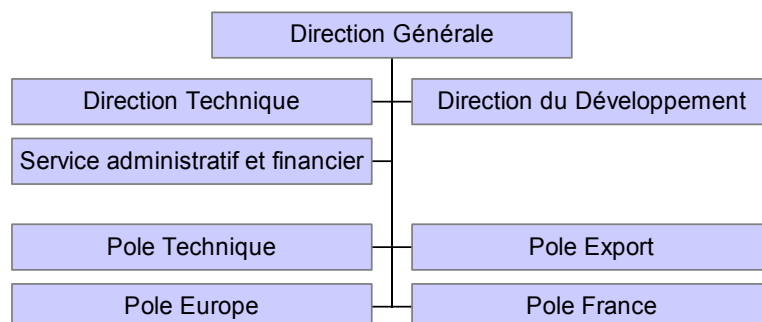 Direction Générale
Direction Technique
Direction du Développement
Service administratif et financier
Pole Technique
Pole Export
Pole Europe
Pole France